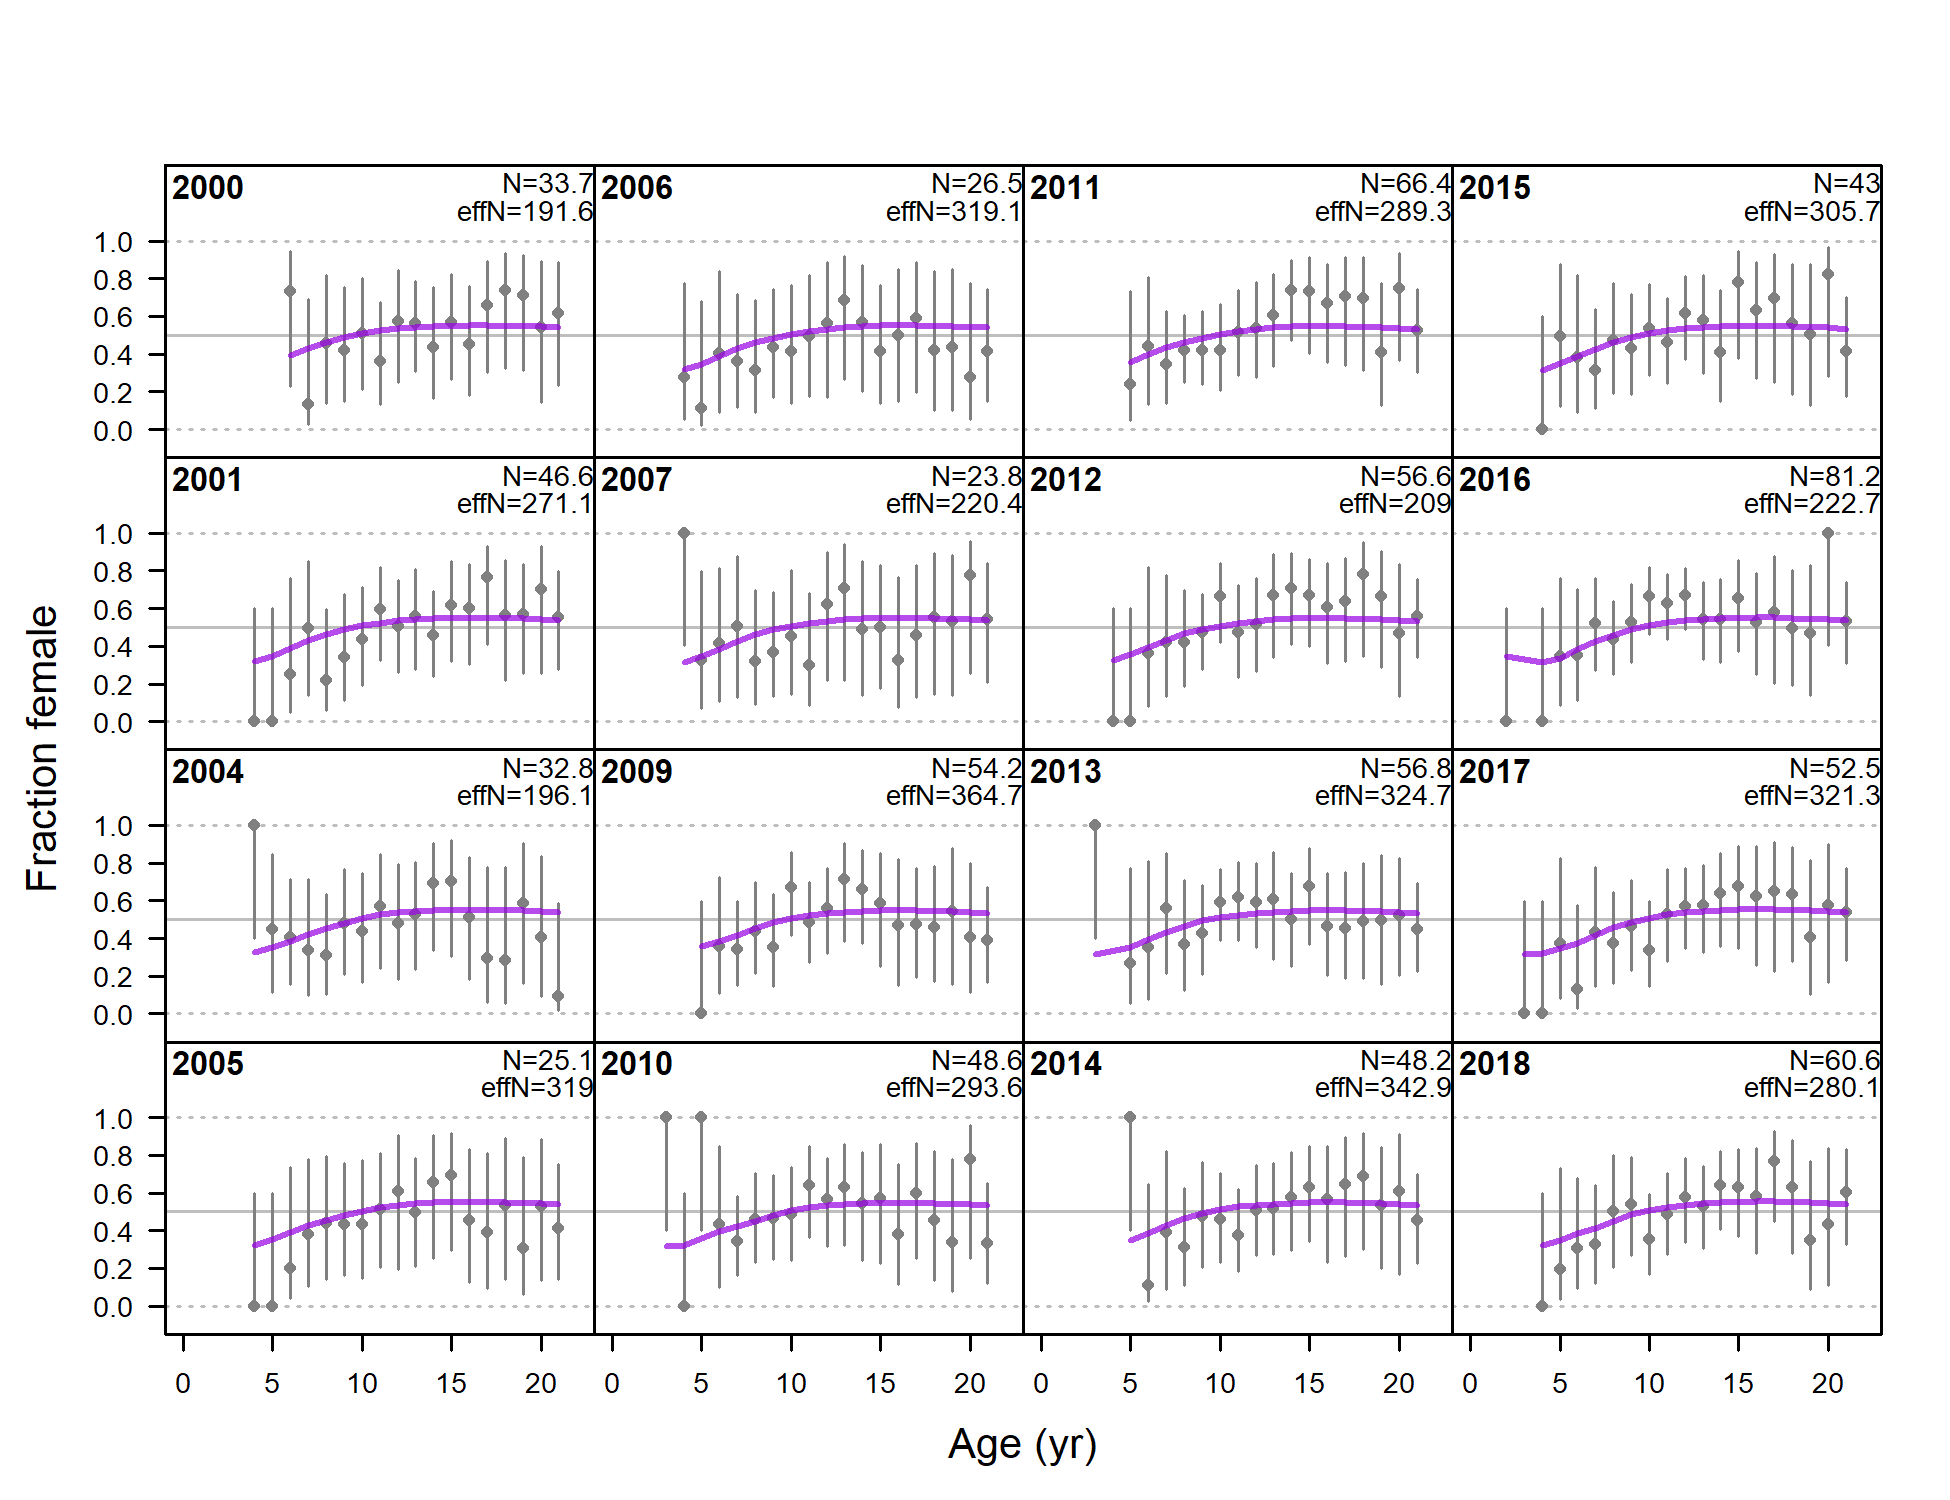 2000
N=33.7
effN=191.6
2006
N=26.5
effN=319.1
2011
N=66.4
effN=289.3
2015
N=43
effN=305.7
1.0
0.8
0.6
0.4
0.2
0.0
2001
N=46.6
effN=271.1
2007
N=23.8
effN=220.4
2012
N=56.6
effN=209
2016
N=81.2
effN=222.7
1.0
0.8
0.6
0.4
0.2
0.0
2004
N=32.8
effN=196.1
2009
N=54.2
effN=364.7
2013
N=56.8
effN=324.7
2017
N=52.5
effN=321.3
1.0
0.8
0.6
0.4
0.2
0.0
2005
N=25.1
effN=319
2010
N=48.6
effN=293.6
2014
N=48.2
effN=342.9
2018
N=60.6
effN=280.1
1.0
0.8
0.6
0.4
0.2
0.0
0 5 10 15 20 0 5 10 15 20 0 5 10 15 20 0 5 10 15 20
Age (yr)
Fraction female